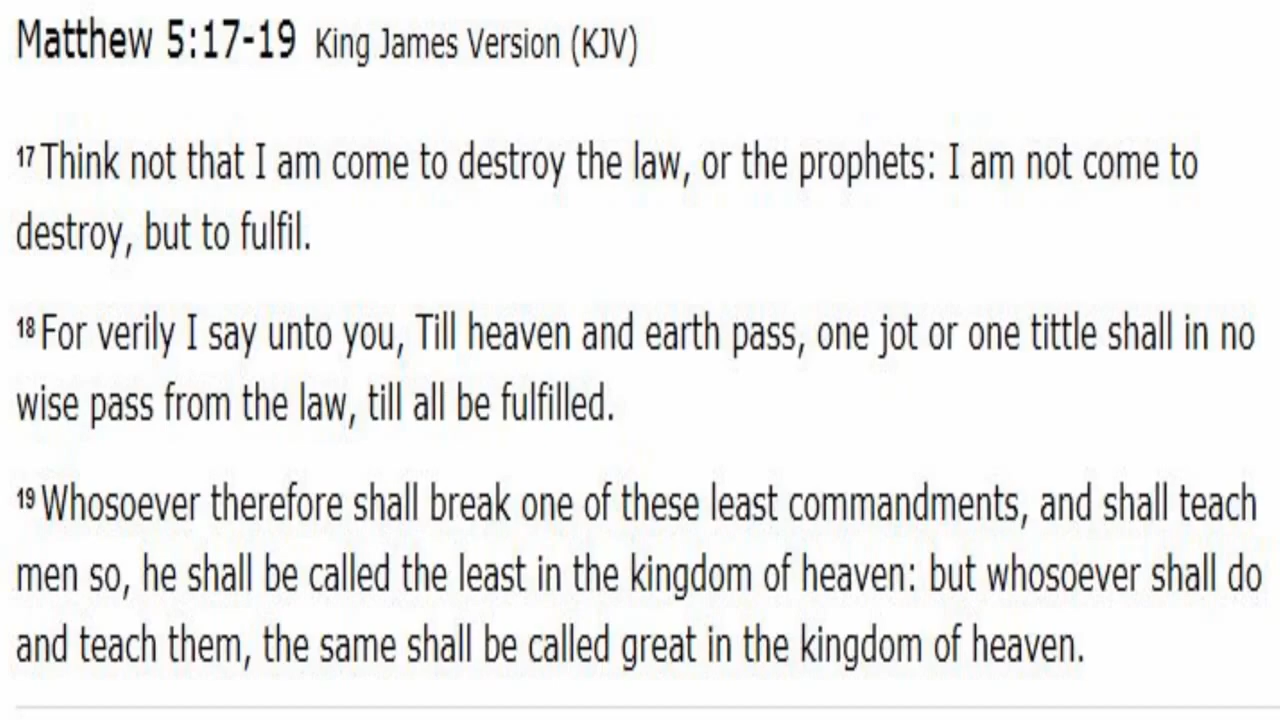 Matthew 5:17-19 King James Version (KJV)
17 Think not that I am come to destroy the law, or the prophets: I am not come to
destroy, but to fulfil.
18 For verily I say unto you, Till heaven and earth pass, one jot or one tittle shall in no
wise pass from the law, till all be fulfilled.
19 Whosoever therefore shall break one of these least commandments, and shall teach
men so, he shall be called the least in the kingdom of heaven: but whosoever shall do
and teach them, the same shall be called great in the kingdom of heaven.